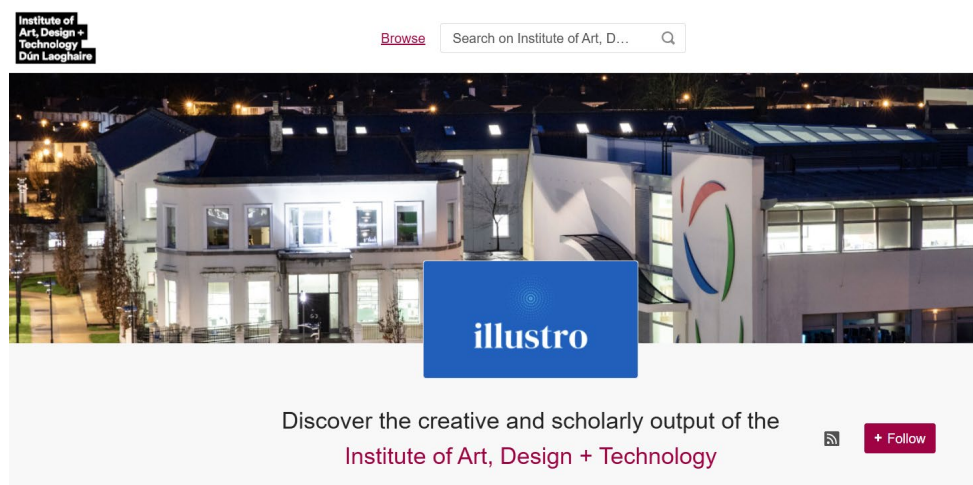 Institute of
Art, Design +
Technology
Dún Laoghaire
Browse
Search on Institute of Art, D...
illustro
Discover the creative and scholarly output of the
Institute of Art, Design + Technology
+ Follow